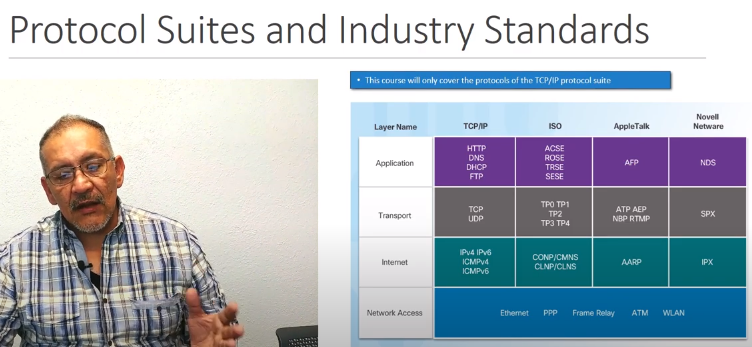 Protocol Suites and Industry Standards
• This course will only cover the protocols of the TCP/IP protocol suite
Layer Name TCP/IP ISO AppleTalk Novell Netware
Application
HTTP
DNS
DHCP
FTP
ACSE
ROSE
TRSE
SESE
AFP
NDS
Transport
TCP
UDP
TP0 TP1
TP2
TP3 TP4
ATP AEP
NBP RTMP
SPX
Internet
IPv4 IPv6
ICMPv4
ICMPv6
CONP/CMNS
CLNP/CLNS
AARP
IPX
Network Access
Ethernet PPP Frame Relay ATM WLAN